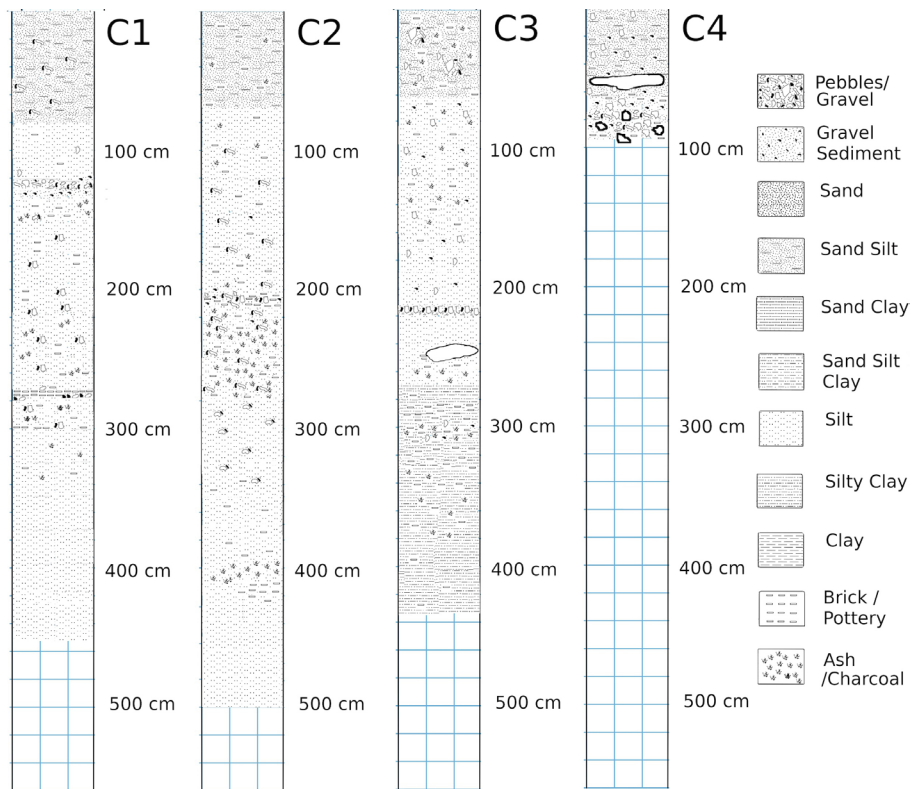 C1
100 cm
200 cm
300 cm
400 cm
500 cm
C2
100 cm
200 cm
300 cm
400 cm
500 cm
C3
100 cm
200 cm
300 cm
400 cm
500 cm
C4
100 cm
200 cm
300 cm
400 cm
500 cm
Pebbles/
Gravel
Gravel
Sediment
Sand
Sand Silt
Sand Clay
Sand Silt
Clay
Silt
Silty Clay
Clay
Brick /
Pottery
Ash
/Charcoal